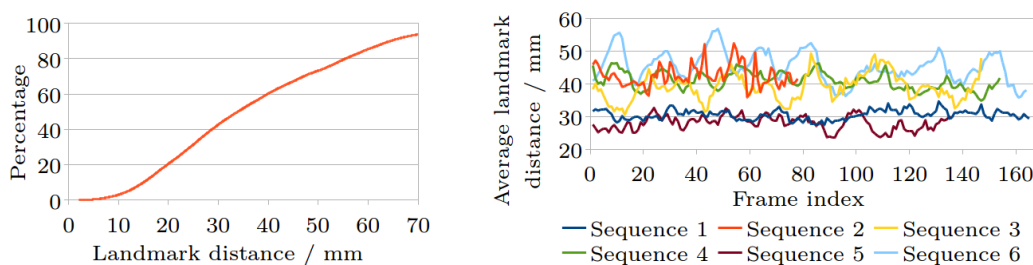 100
80
60
40
20
0
Percentage
0 10 20 30 40 50 60 70
Landmark distance / mm
60
50
40
30
20
Average landmark
distance / mm
0 20 40 60 80 100 120 140 160
Frame index
Sequence 1 Sequence 2 Sequence 3
Sequence 4 Sequence 5 Sequence 6